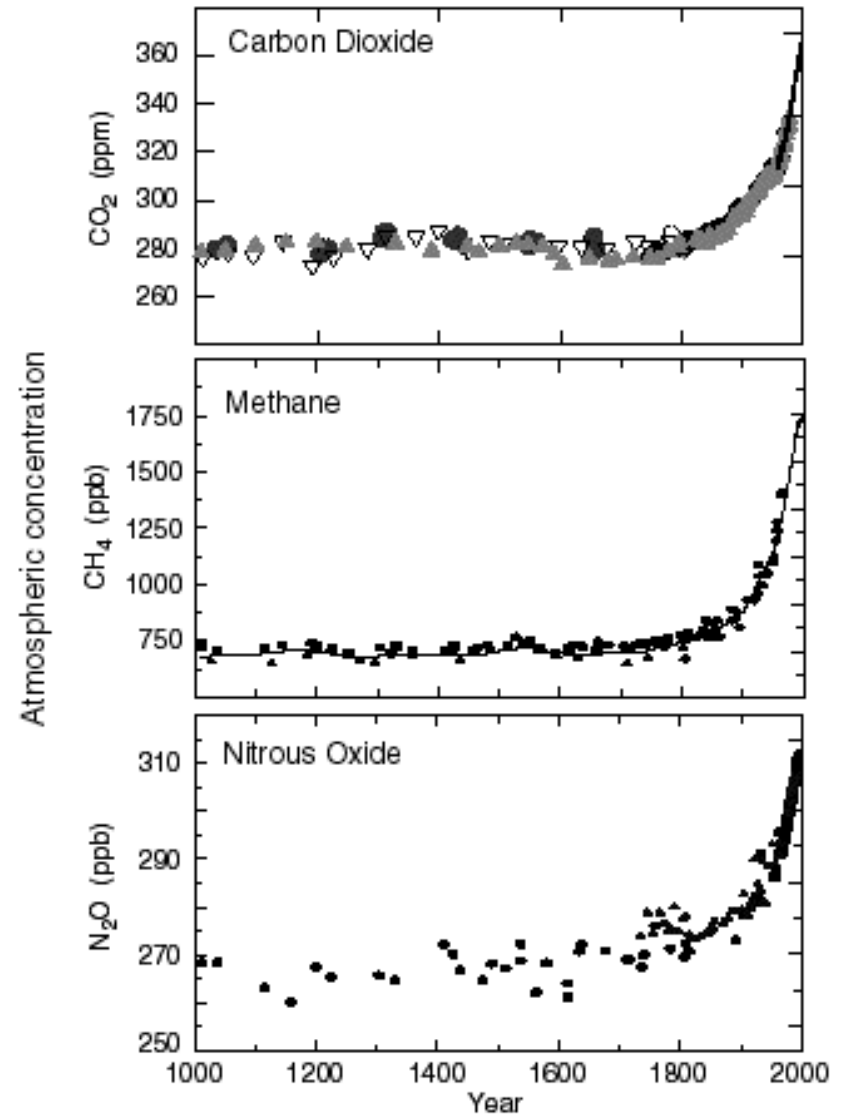 Atmospheric concentration
Carbon Dioxide
CO2 (ppm)
360
340
320
300
280
260
Methane
CH4 (ppb)
1750
1500
1250
1000
750
Nitrous Oxide
N2O (ppb)
310
290
270
250
1000 1200 1400 1600 1800 2000
Year